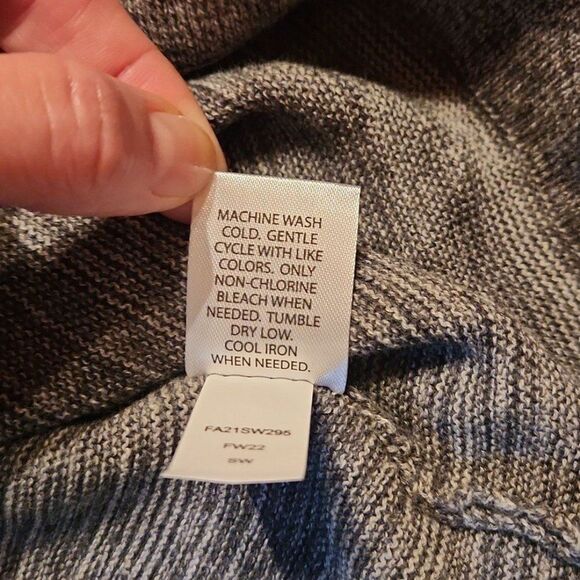 MACHINE WASH
COLD. GENTLE
CYCLE WITH LIKE
COLORS. ONLY
NON-CHLORINE
BLEACH WHEN
NEEDED. TUMBLE
DRY LOW.
COOL IRON
WHEN NEEDED.
FA21SW295
FW22
SW